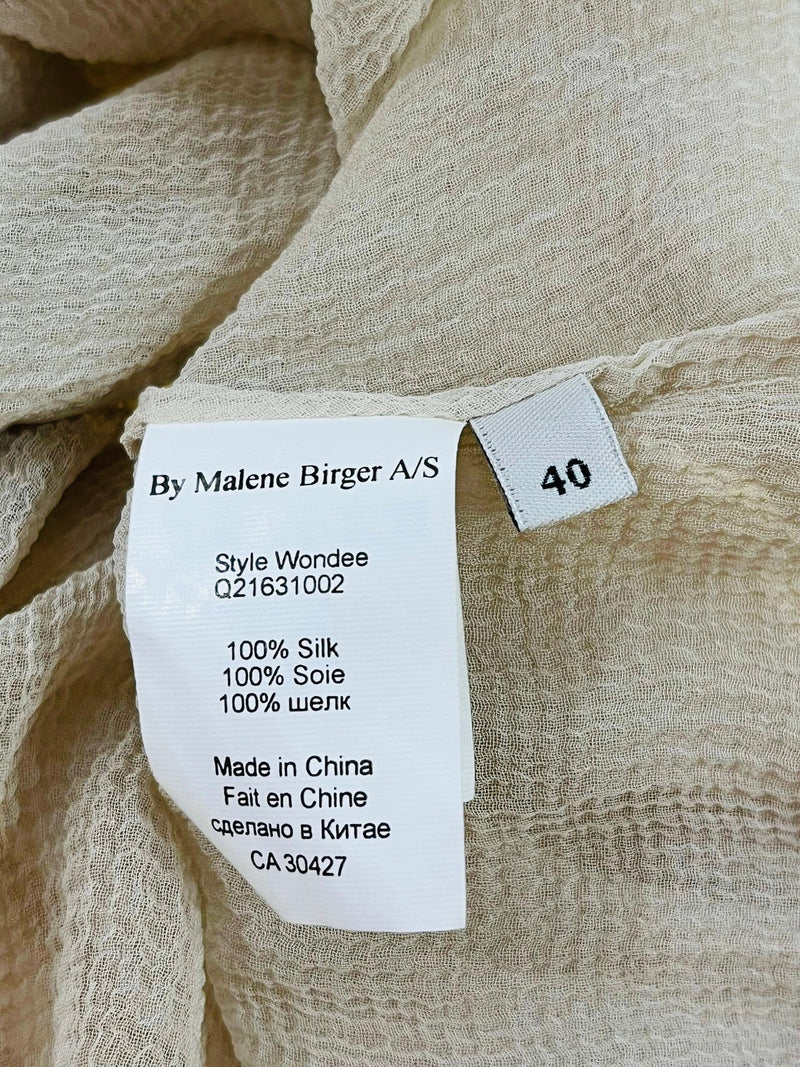 By Malene Birger A/S
40
Style Wondee
Q21631002
100% Silk
100% Soie
100% шелк
Made in China
Fait en Chine
сделано в Китае
CA 30427